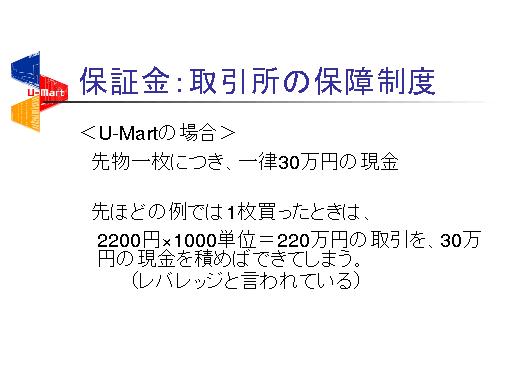 U-Mart
保証金：取引所の保障制度
＜U-Martの場合＞
先物一枚につき、一律30万円の現金
先ほどの例では1枚買ったときは、
2200円×1000単位＝220万円の取引を、30万
円の現金を積めばできてしまう。
（レバレッジと言われている）